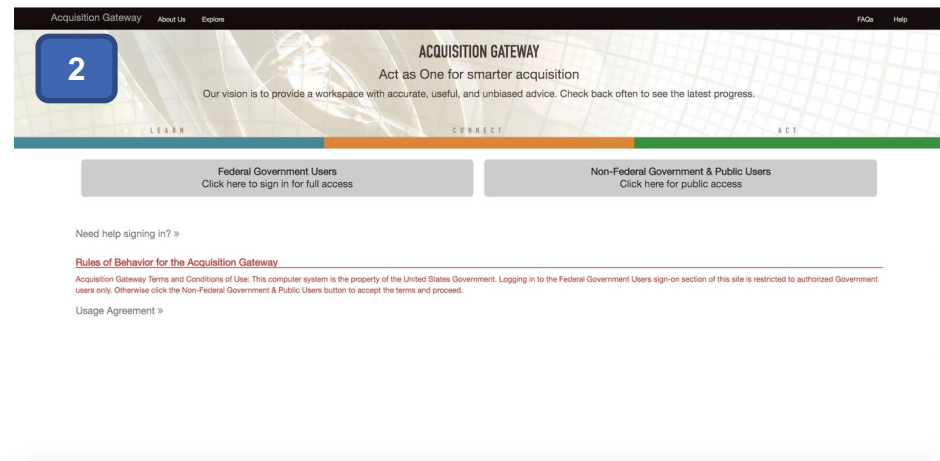 Acquisition Gateway About Us Explore FAQs Help
2
ACQUISITION GATEWAY
Act as One for smarter acquisition
Our vision is to provide a workspace with accurate, useful, and unbiased advice. Check back often to see the latest progress.
LEARN CONNECT ACT
Federal Government Users
Click here to sign in for full access
Non-Federal Government & Public Users
Click here for public access
Need help signing in? »
Rules of Behavior for the Acquisition Gateway
Acquisition Gateway Terms and Conditions of Use: This computer system is the property of the United States Government. Logging in to the Federal Government Users sign-on section of this site is restricted to authorized Government
users only. Otherwise click the Non-Federal Government & Public Users button to accept the terms and proceed.
Usage Agreement »